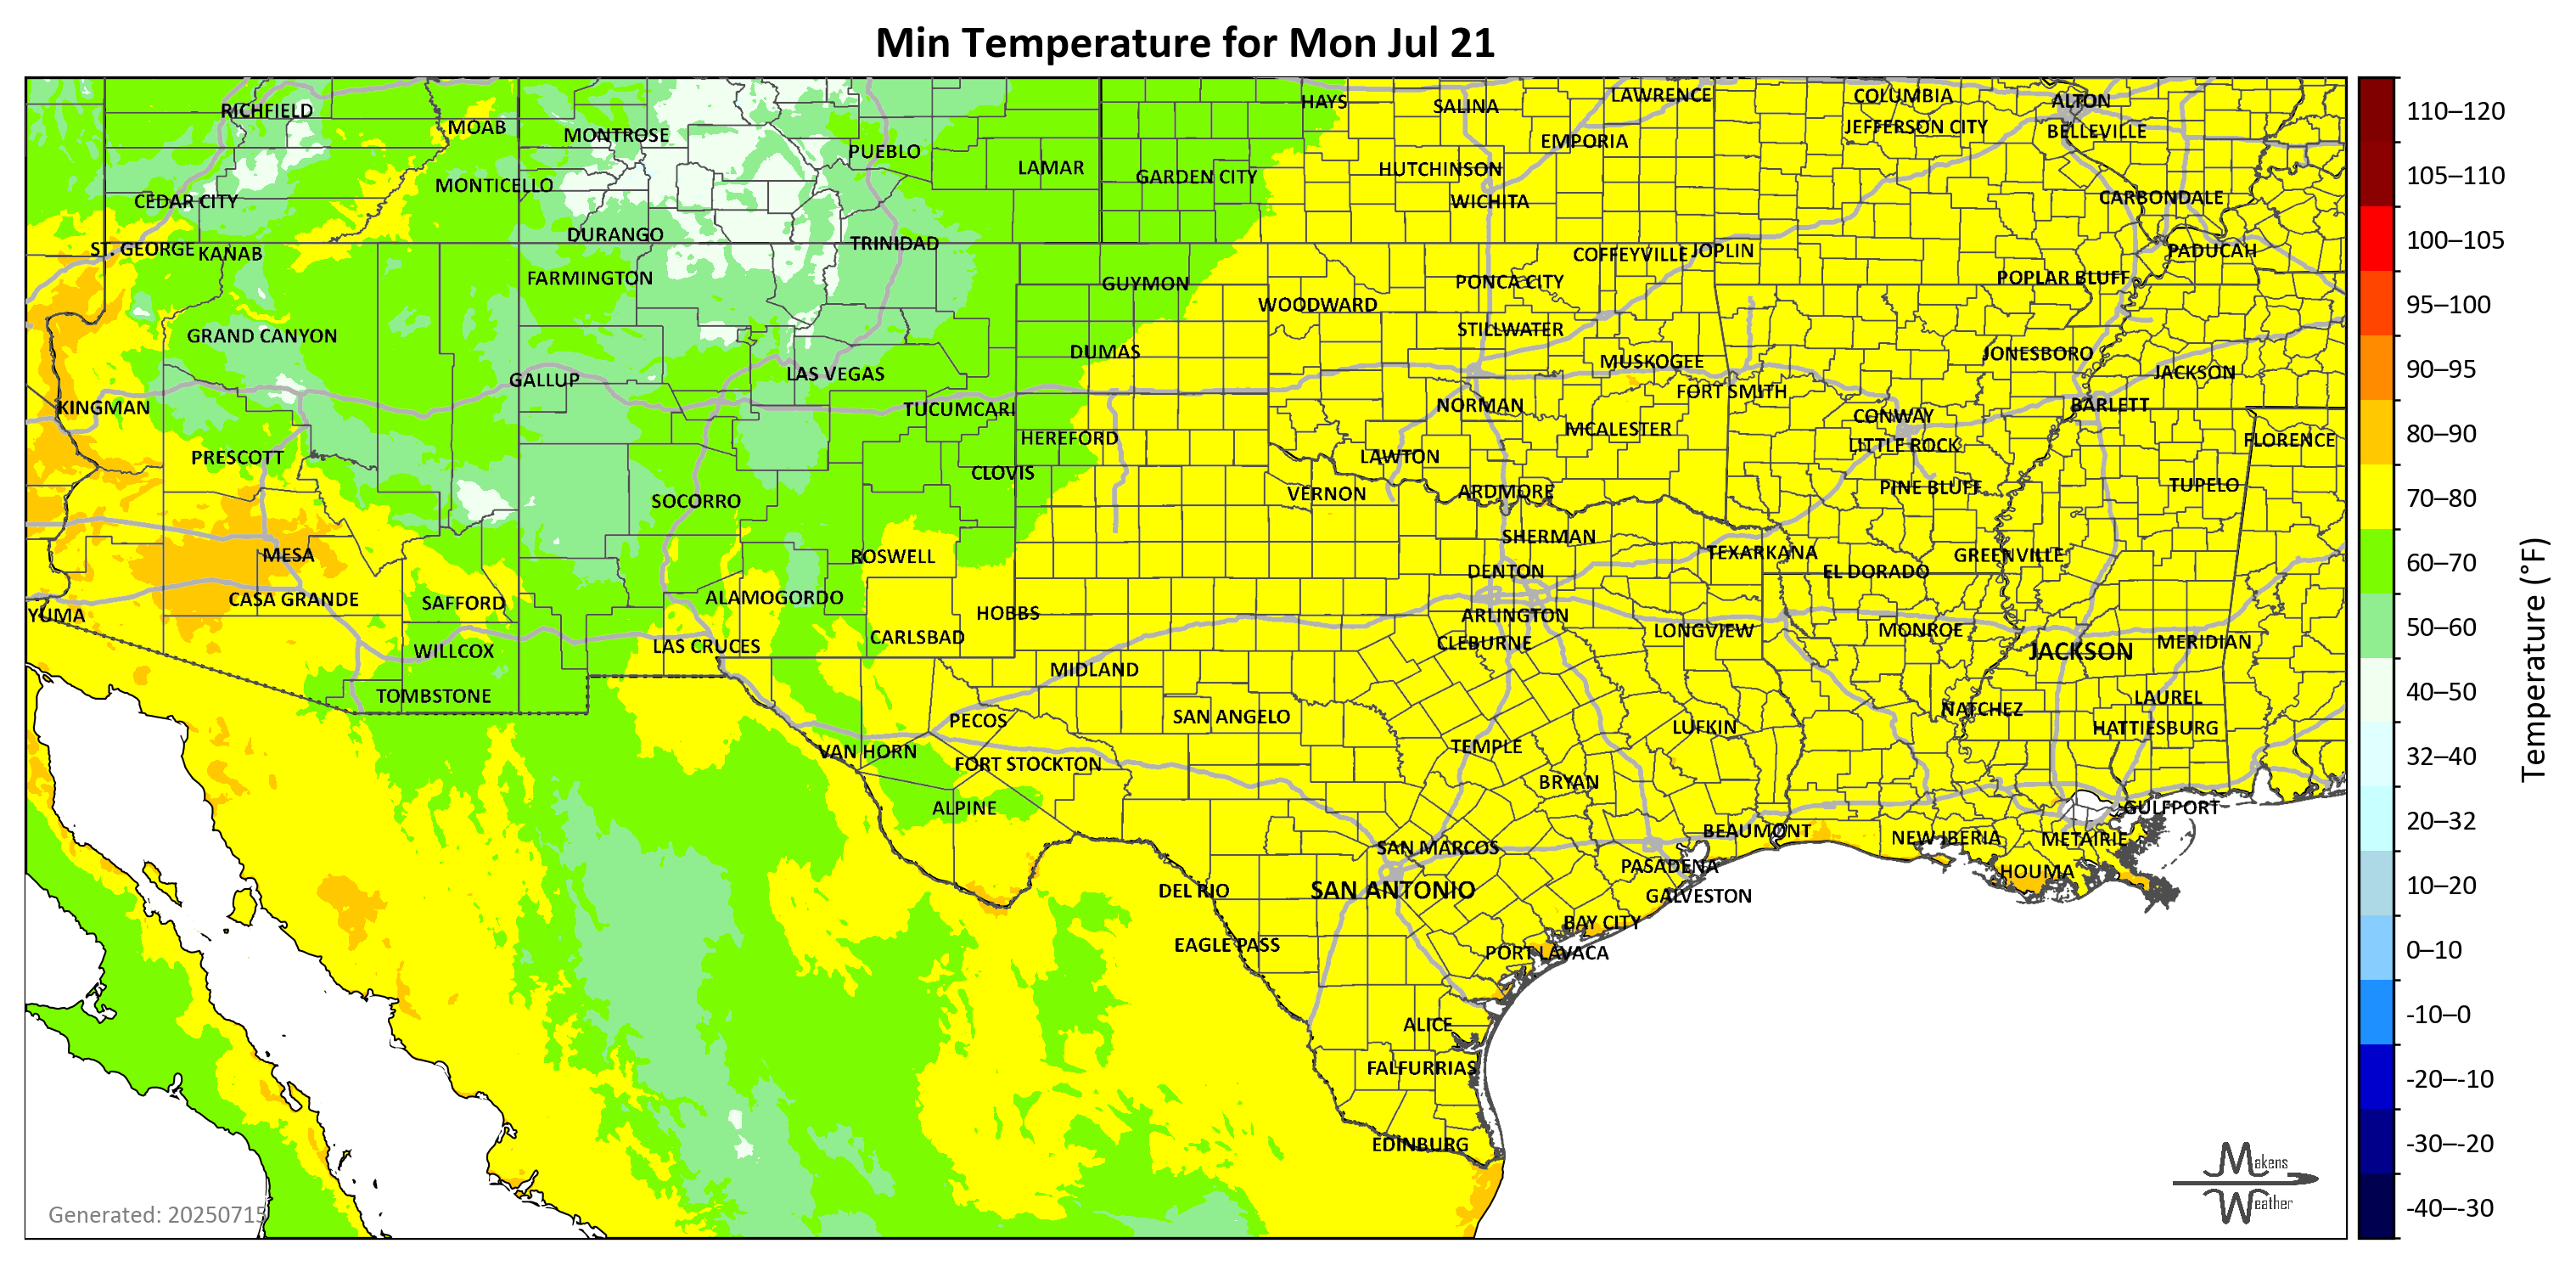 Min Temperature for Mon Jul 21
RICHFIELD
MOAB
MONTROSE
PUEBLO
LAMAR
HAYS
SALINA
LAWRENCE
COLUMBIA
ALTON
EMPORIA
JEFFERSON CITY
BELLEVILLE
CEDAR CITY
MONTICELLO
GARDEN CITY
HUTCHINSON
WICHITA
CARBONDALE
ST. GEORGE
KANAB
DURANGO
TRINIDAD
COFFEYVILLE
JOPLIN
PADUCAH
FARMINGTON
GUYMON
WOODWARD
PONCA CITY
POPLAR BLUFF
GRAND CANYON
DUMAS
STILLWATER
MUSKOGEE
JONESBORO
GALLUP
LAS VEGAS
FORT SMITH
JACKSON
KINGMAN
TUCUMCARI
NORMAN
CONWAY
BARLETT
PRESCOTT
HEREFORD
MCALESTER
LITTLE ROCK
FLORENCE
CLOVIS
LAWTON
SOCORRO
VERNON
ARDMORE
PINE BLUFF
TUPELO
MESA
ROSWELL
SHERMAN
TEXARKANA
GREENVILLE
DENTON
EL DORADO
YUMA
CASA GRANDE
SAFFORD
ALAMOGORDO
HOBBS
ARLINGTON
WILLCOX
LAS CRUCES
CARLSBAD
CLEBURNE
LONGVIEW
MONROE
JACKSON
MERIDIAN
TOMBSTONE
MIDLAND
LAUREL
PECOS
SAN ANGELO
LUFKIN
NATCHEZ
HATTIESBURG
VAN HORN
FORT STOCKTON
TEMPLE
BRYAN
ALPINE
GULFPORT
SAN MARCOS
BEAUMONT
NEW IBERIA
METAIRIE
DEL RIO
SAN ANTONIO
PASADENA
GALVESTON
HOUMA
EAGLE PASS
BAY CITY
PORT LAVACA
ALICE
FALFURRIAS
EDINBURG
Generated: 20250715
Makens
Weather
110–120
105–110
100–105
95–100
90–95
80–90
70–80
60–70
50–60
40–50
32–40
20–32
10–20
0–10
-10–0
-20–-10
-30–-20
-40–-30
Temperature (°F)